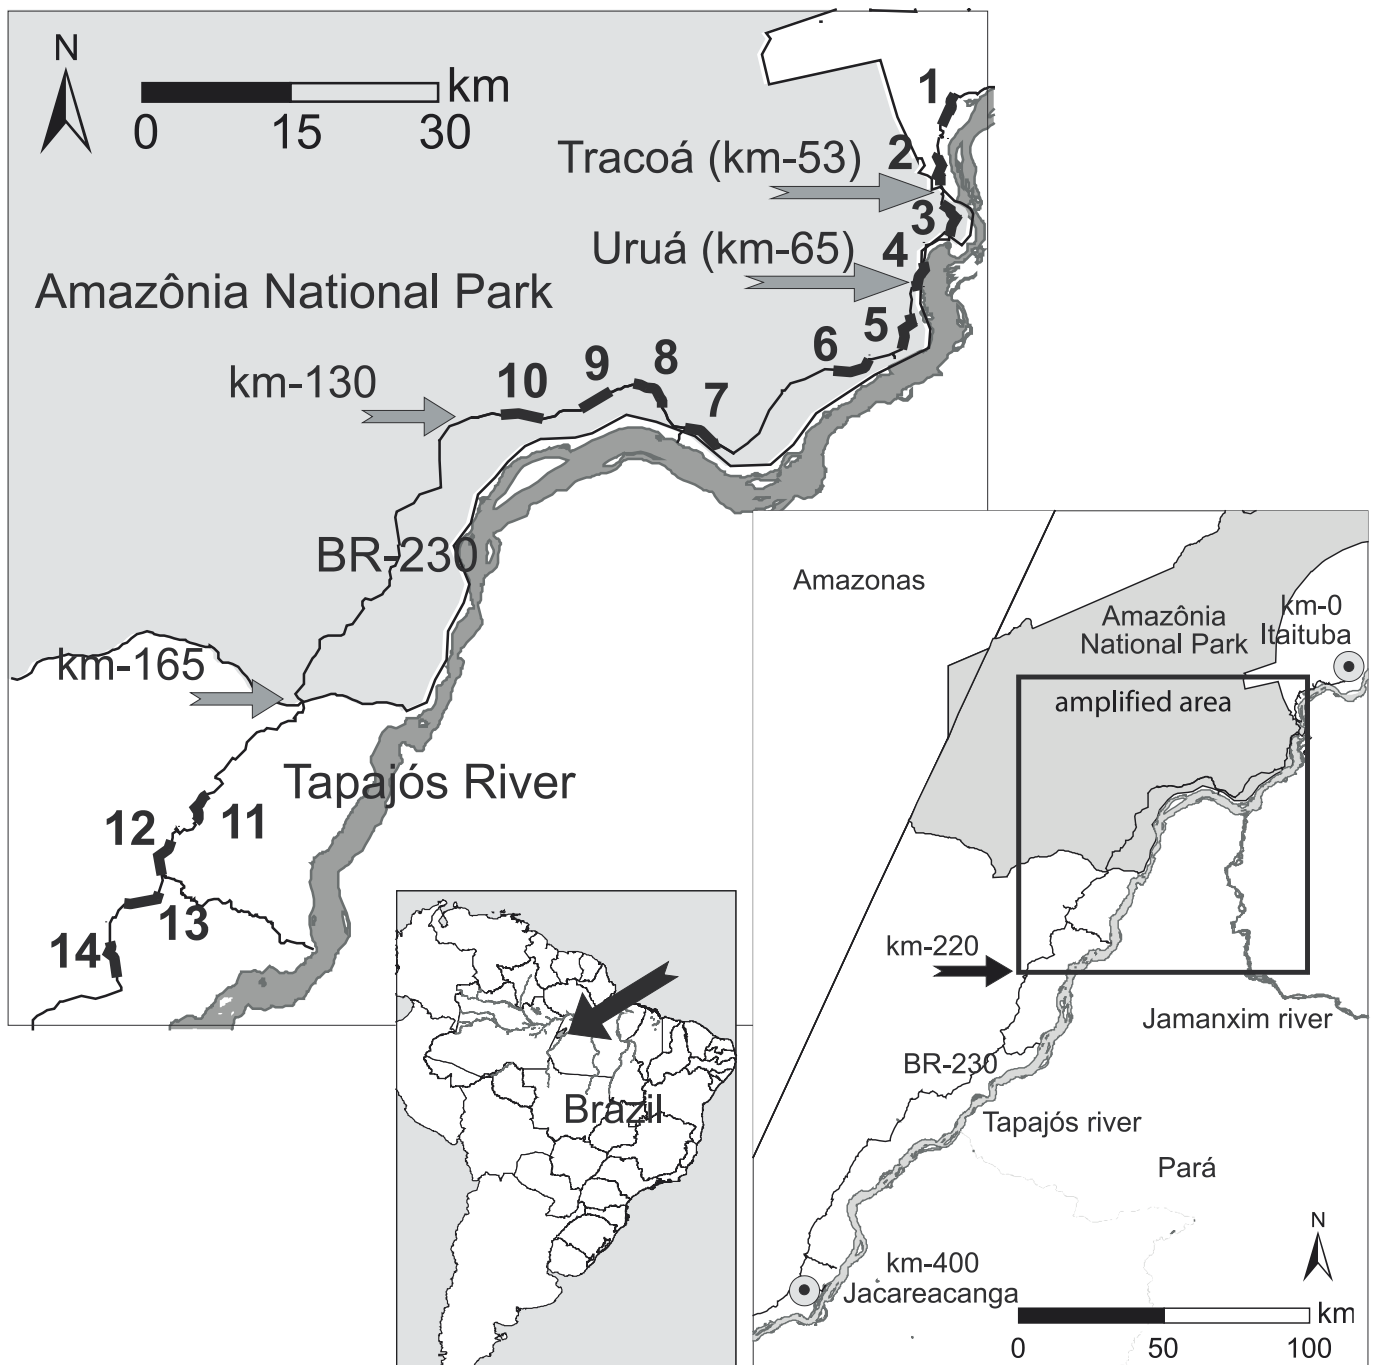 N
km
0 15 30
1
Tracoá (km-53)
2
3
Uruá (km-65)
4
Amazônia National Park
5
6
km-130
10
9
8
7
BR-230
km-165
Tapajós River
11
12
13
14
Brazil
Amazonas
Amazônia
National Park
km-0
Itaituba
amplified area
km-220
Jamanxim river
BR-230
Tapajós river
Pará
N
km-400
Jacareacanga
km
0 50 100